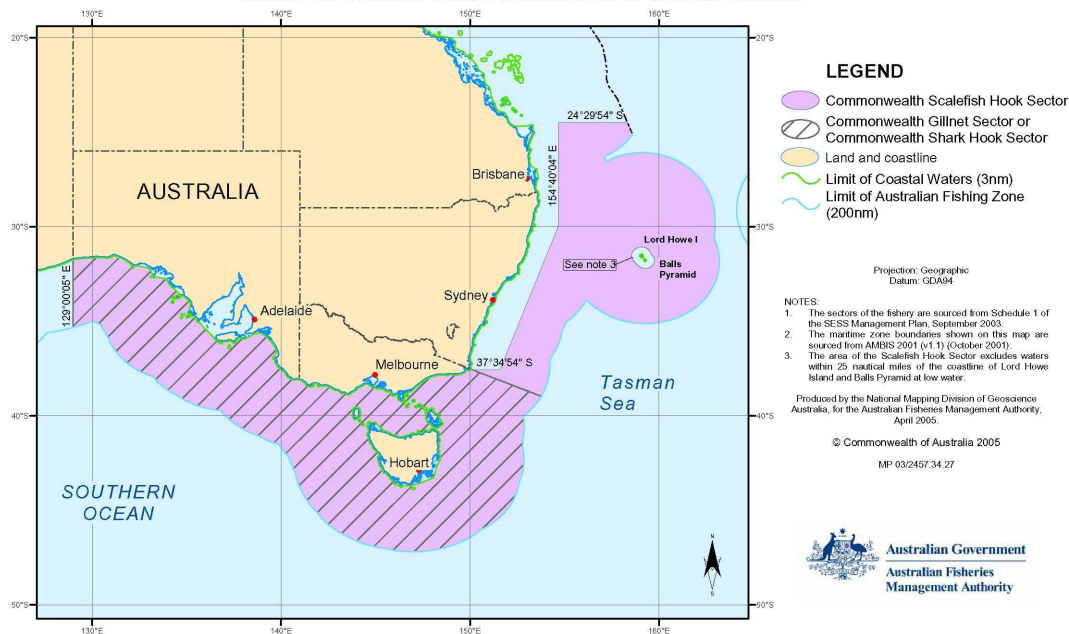 130°E 140°E 150°E 160°E
20°S 20°S
24°29'54" S
154°40'04" E
Brisbane
AUSTRALIA
30°S 30°S
Lord Howe I
See note 3
Balls
Pyramid
129°00'05" E
Sydney
Adelaide
Melbourne
37°34'54" S
Tasman
Sea
40°S 40°S
Hobart
SOUTHERN
OCEAN
N
S
50°S 50°S
130°E 140°E 150°E 160°E
LEGEND
Commonwealth Scalefish Hook Sector
Commonwealth Gillnet Sector or
Commonwealth Shark Hook Sector
Land and coastline
Limit of Coastal Waters (3nm)
Limit of Australian Fishing Zone
(200nm)
Projection: Geographic
Datum: GDA94
NOTES:
1. The sectors of the fishery are sourced from Schedule 1 of
the SESS Management Plan, September 2003.
2. The maritime zone boundaries shown on this map are
sourced from AMBIS 2001 (v1.1) (October 2001).
3. The area of the Scalefish Hook Sector excludes waters
within 25 nautical miles of the coastline of Lord Howe
Island and Balls Pyramid at low water.
Produced by the National Mapping Division of Geoscience
Australia, for the Australian Fisheries Management Authority,
April 2005.
© Commonwealth of Australia 2005
MP 03/2457.34.27
Australian Government
Australian Fisheries
Management Authority